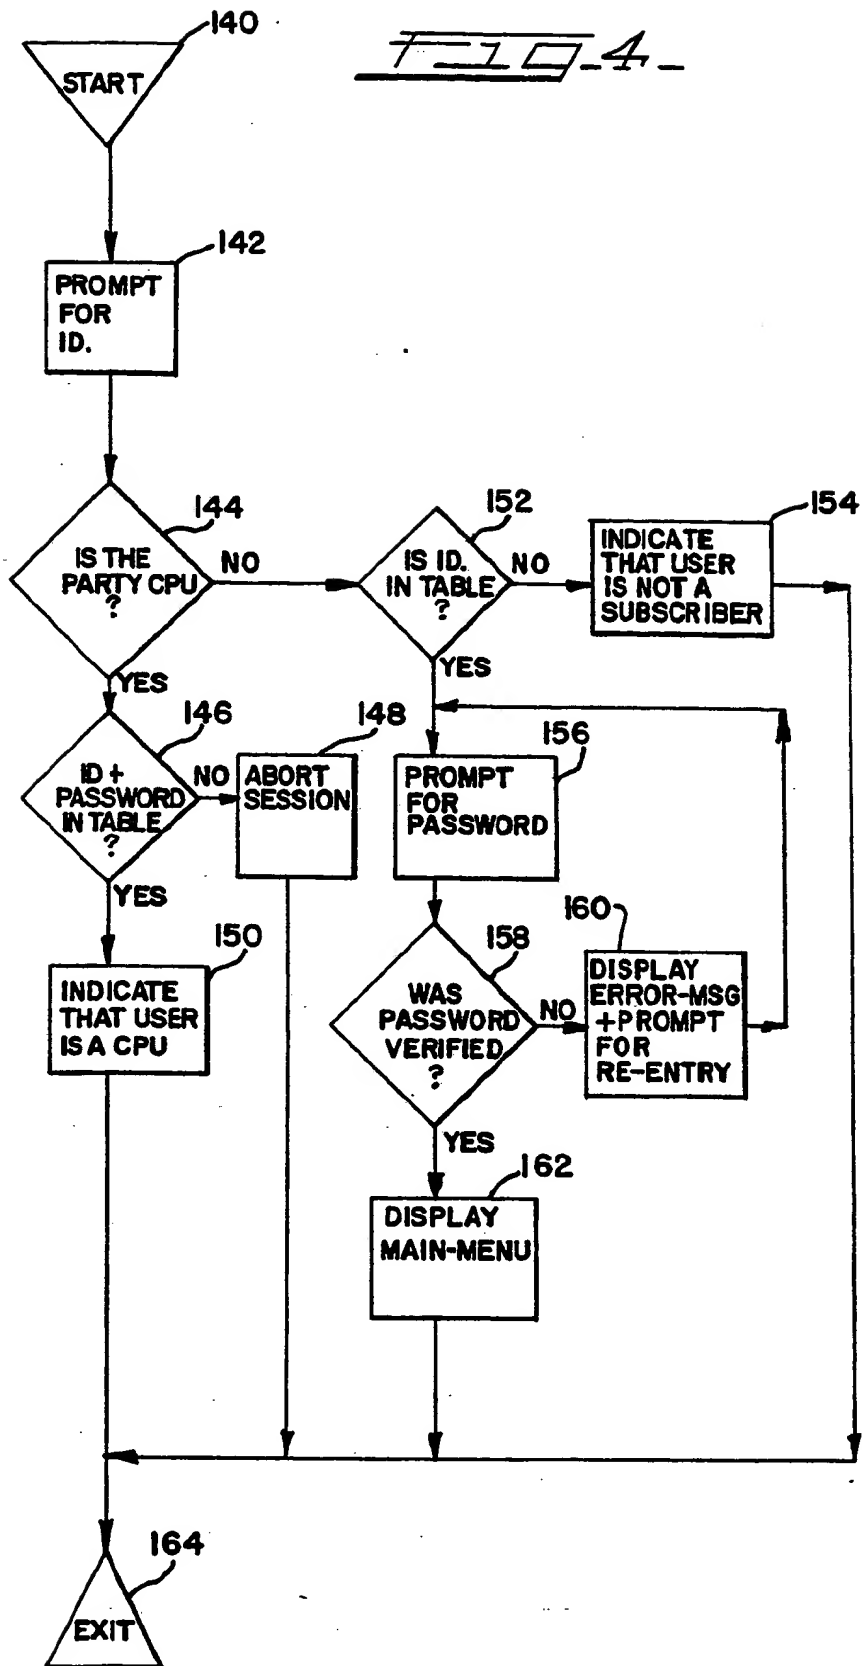 140
Fig. 4.
START
142
PROMPT
FOR
ID.
144
IS THE
PARTY CPU
?
NO
152
IS ID.
IN TABLE
?
NO
154
INDICATE
THAT USER
IS NOT A
SUBSCRIBER
YES
YES
146
ID +
PASSWORD
IN TABLE
?
NO
148
ABORT
SESSION
156
PROMPT
FOR
PASSWORD
YES
150
INDICATE
THAT USER
IS A CPU
158
WAS
PASSWORD
VERIFIED
?
NO
160
DISPLAY
ERROR-MSG
+PROMPT
FOR
RE-ENTRY
YES
162
DISPLAY
MAIN-MENU
164
EXIT